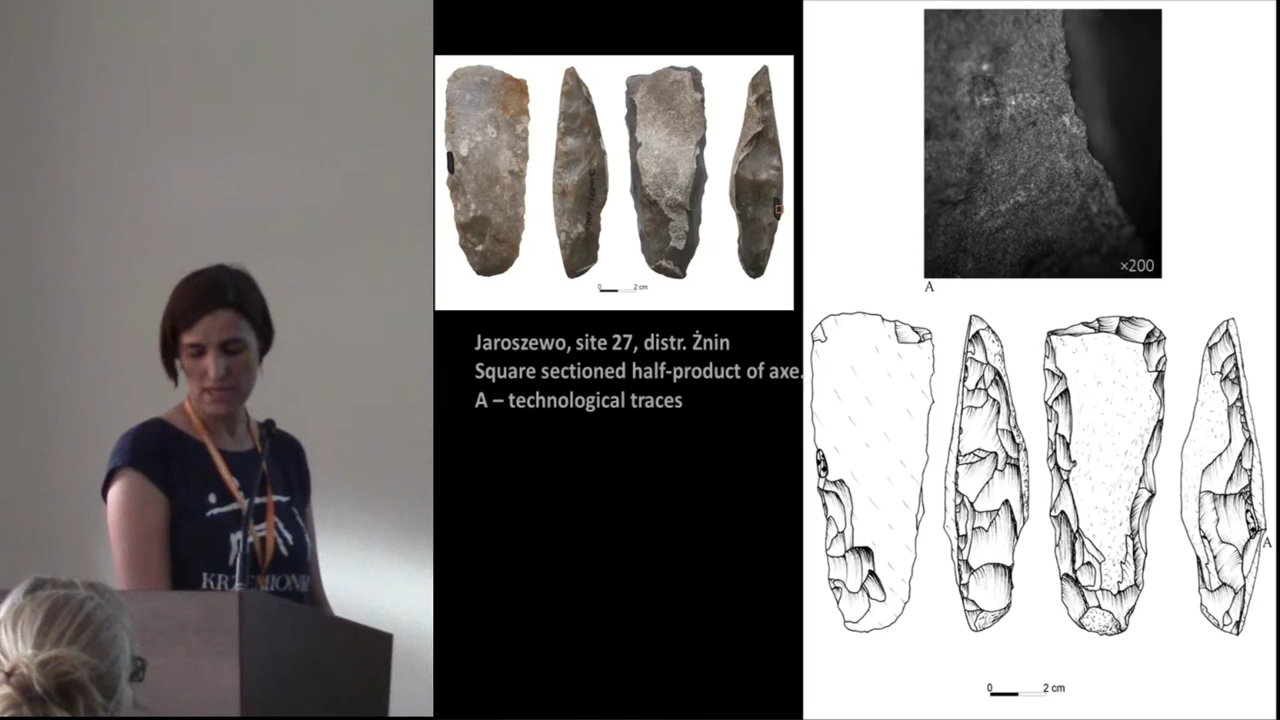 KRZEMIONKI
0 2 cm
Jaroszewo, site 27, distr. Żnin
Square sectioned half-product of axe.
A – technological traces
×200
A
A
0 2 cm